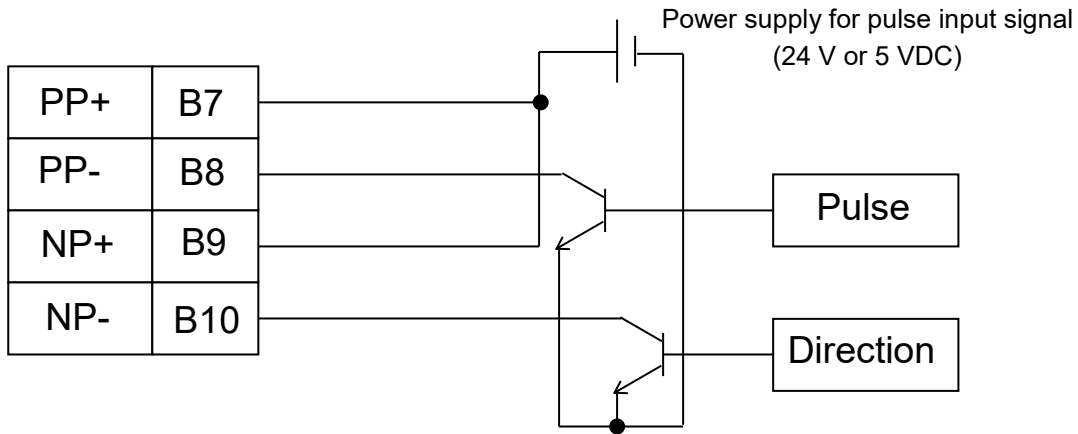 Power supply for pulse input signal
(24 V or 5 VDC)
PP+ B7
PP- B8
NP+ B9
NP- B10
Pulse
Direction